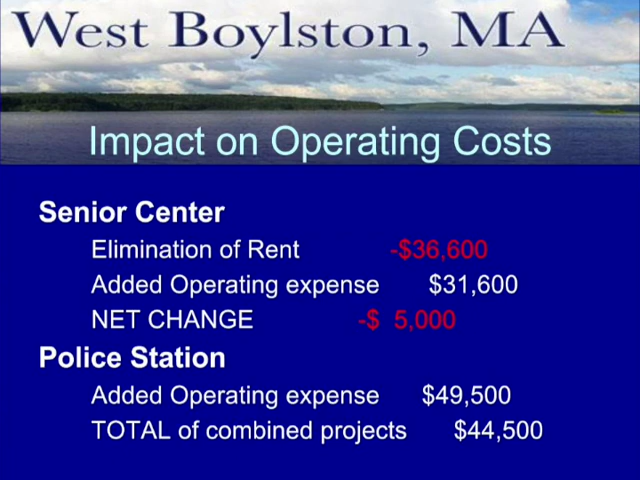 West Boylston, MA
Impact on Operating Costs
Senior Center
Elimination of Rent -$36,600
Added Operating expense $31,600
NET CHANGE -$ 5,000
Police Station
Added Operating expense $49,500
TOTAL of combined projects $44,500